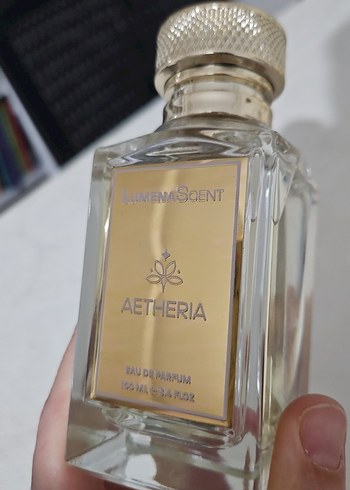 LUMENASCENT
AETHERIA
EAU DE PARFUM
100 ML – 3.4 FL.OZ